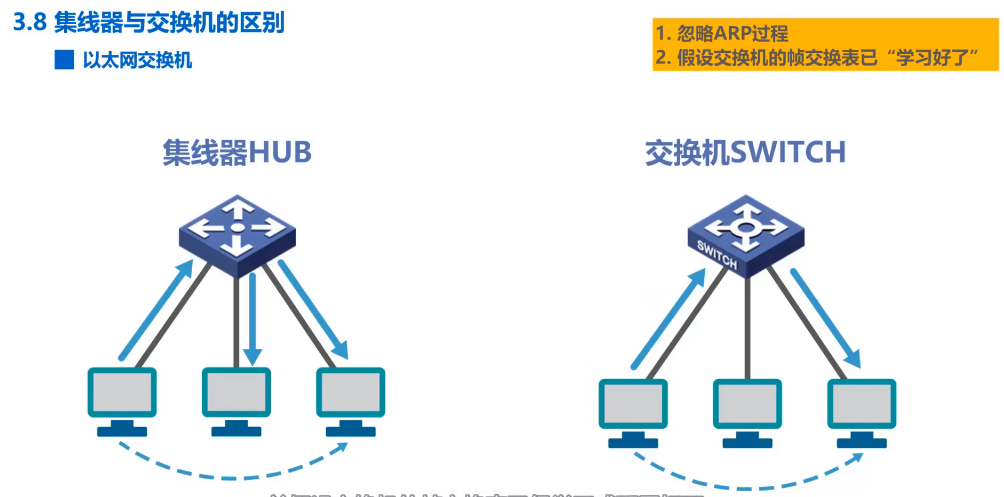 3.8 集线器与交换机的区别
以太网交换机
1. 忽略ARP过程
2. 假设交换机的帧交换表已“学习好了”
集线器HUB
交换机SWITCH
SWITCH